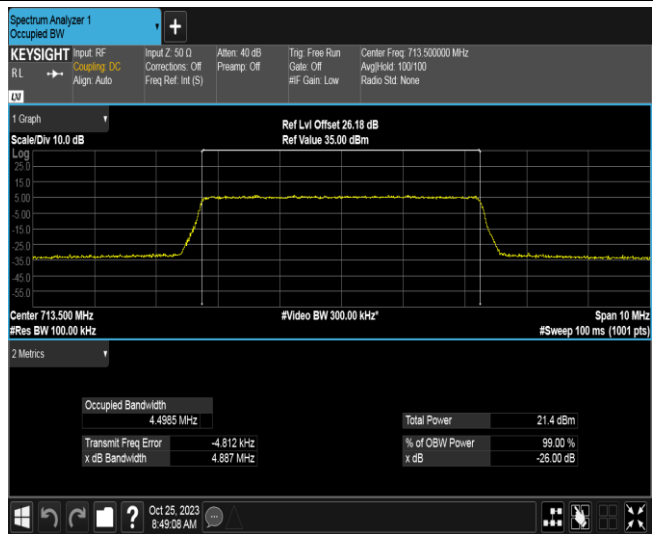 Spectrum Analyzer 1
Occupied BW
+
KEYSIGHT
RL
Input: RF
Coupling: DC
Align: Auto
Input Z: 50 Ω
Corrections: Off
Freq Ref: Int (S)
Atten: 40 dB
Preamp: Off
Trig: Free Run
Gate: Off
#IF Gain: Low
Center Freq: 713.500000 MHz
Avg|Hold: 100/100
Radio Std: None
LXI
1 Graph
Scale/Div 10.0 dB
Ref Lvl Offset 26.18 dB
Ref Value 35.00 dBm
Log
25.0
15.0
5.00
-5.00
-15.0
-25.0
-35.0
-45.0
-55.0
Center 713.500 MHz
#Video BW 300.00 kHz*
Span 10 MHz
#Res BW 100.00 kHz
#Sweep 100 ms (1001 pts)
2 Metrics
Occupied Bandwidth
4.4985 MHz
Total Power 21.4 dBm
Transmit Freq Error -4.812 kHz
% of OBW Power 99.00 %
x dB Bandwidth 4.887 MHz
x dB -26.00 dB
?
Oct 25, 2023
8:49:08 AM